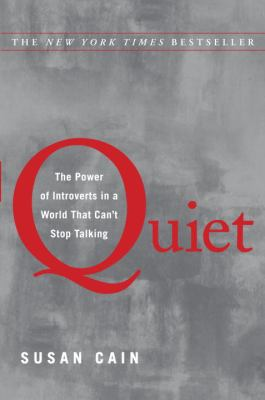 THE NEW YORK TIMES BESTSELLER
The Power
of Introverts in a
World That Can't
Stop Talking
Quiet
SUSAN CAIN